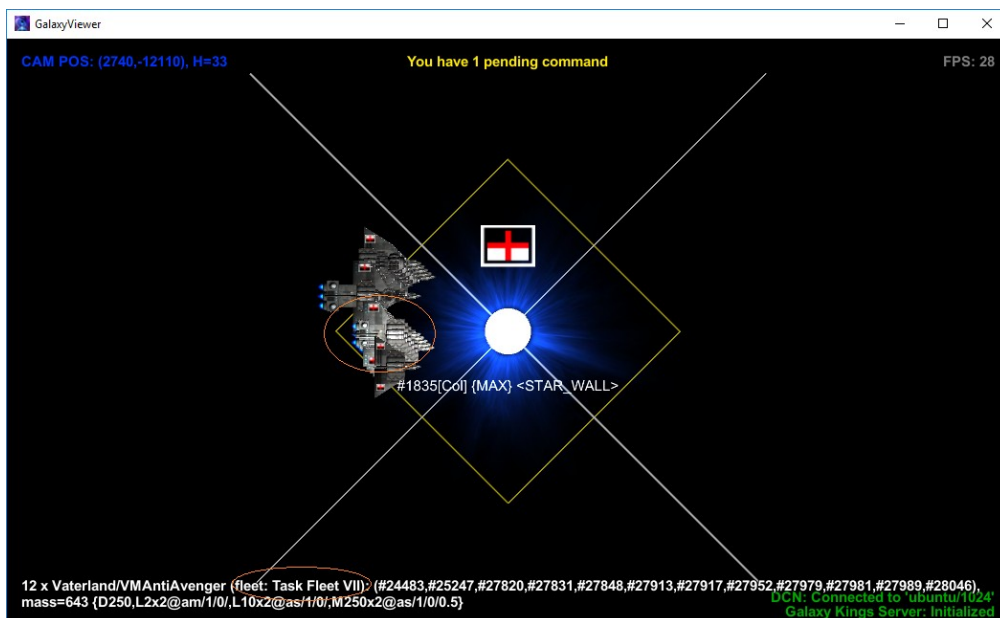 GalaxyViewer
CAM POS: (2740,-12110), H=33
You have 1 pending command
FPS: 28
#1835[Col] {MAX} <STAR_WALL>
12 x Vaterland/VMAntiAvenger (fleet: Task Fleet VII): (#24483,#25247,#27820,#27831,#27848,#27913,#27917,#27952,#27979,#27981,#27989,#28046),
mass=643 {D250,L2x2@am/1/0/,L10x2@as/1/0/,M250x2@as/1/0/0.5}
DCN: Connected to 'ubuntu/1024'
Galaxy Kings Server: Initialized